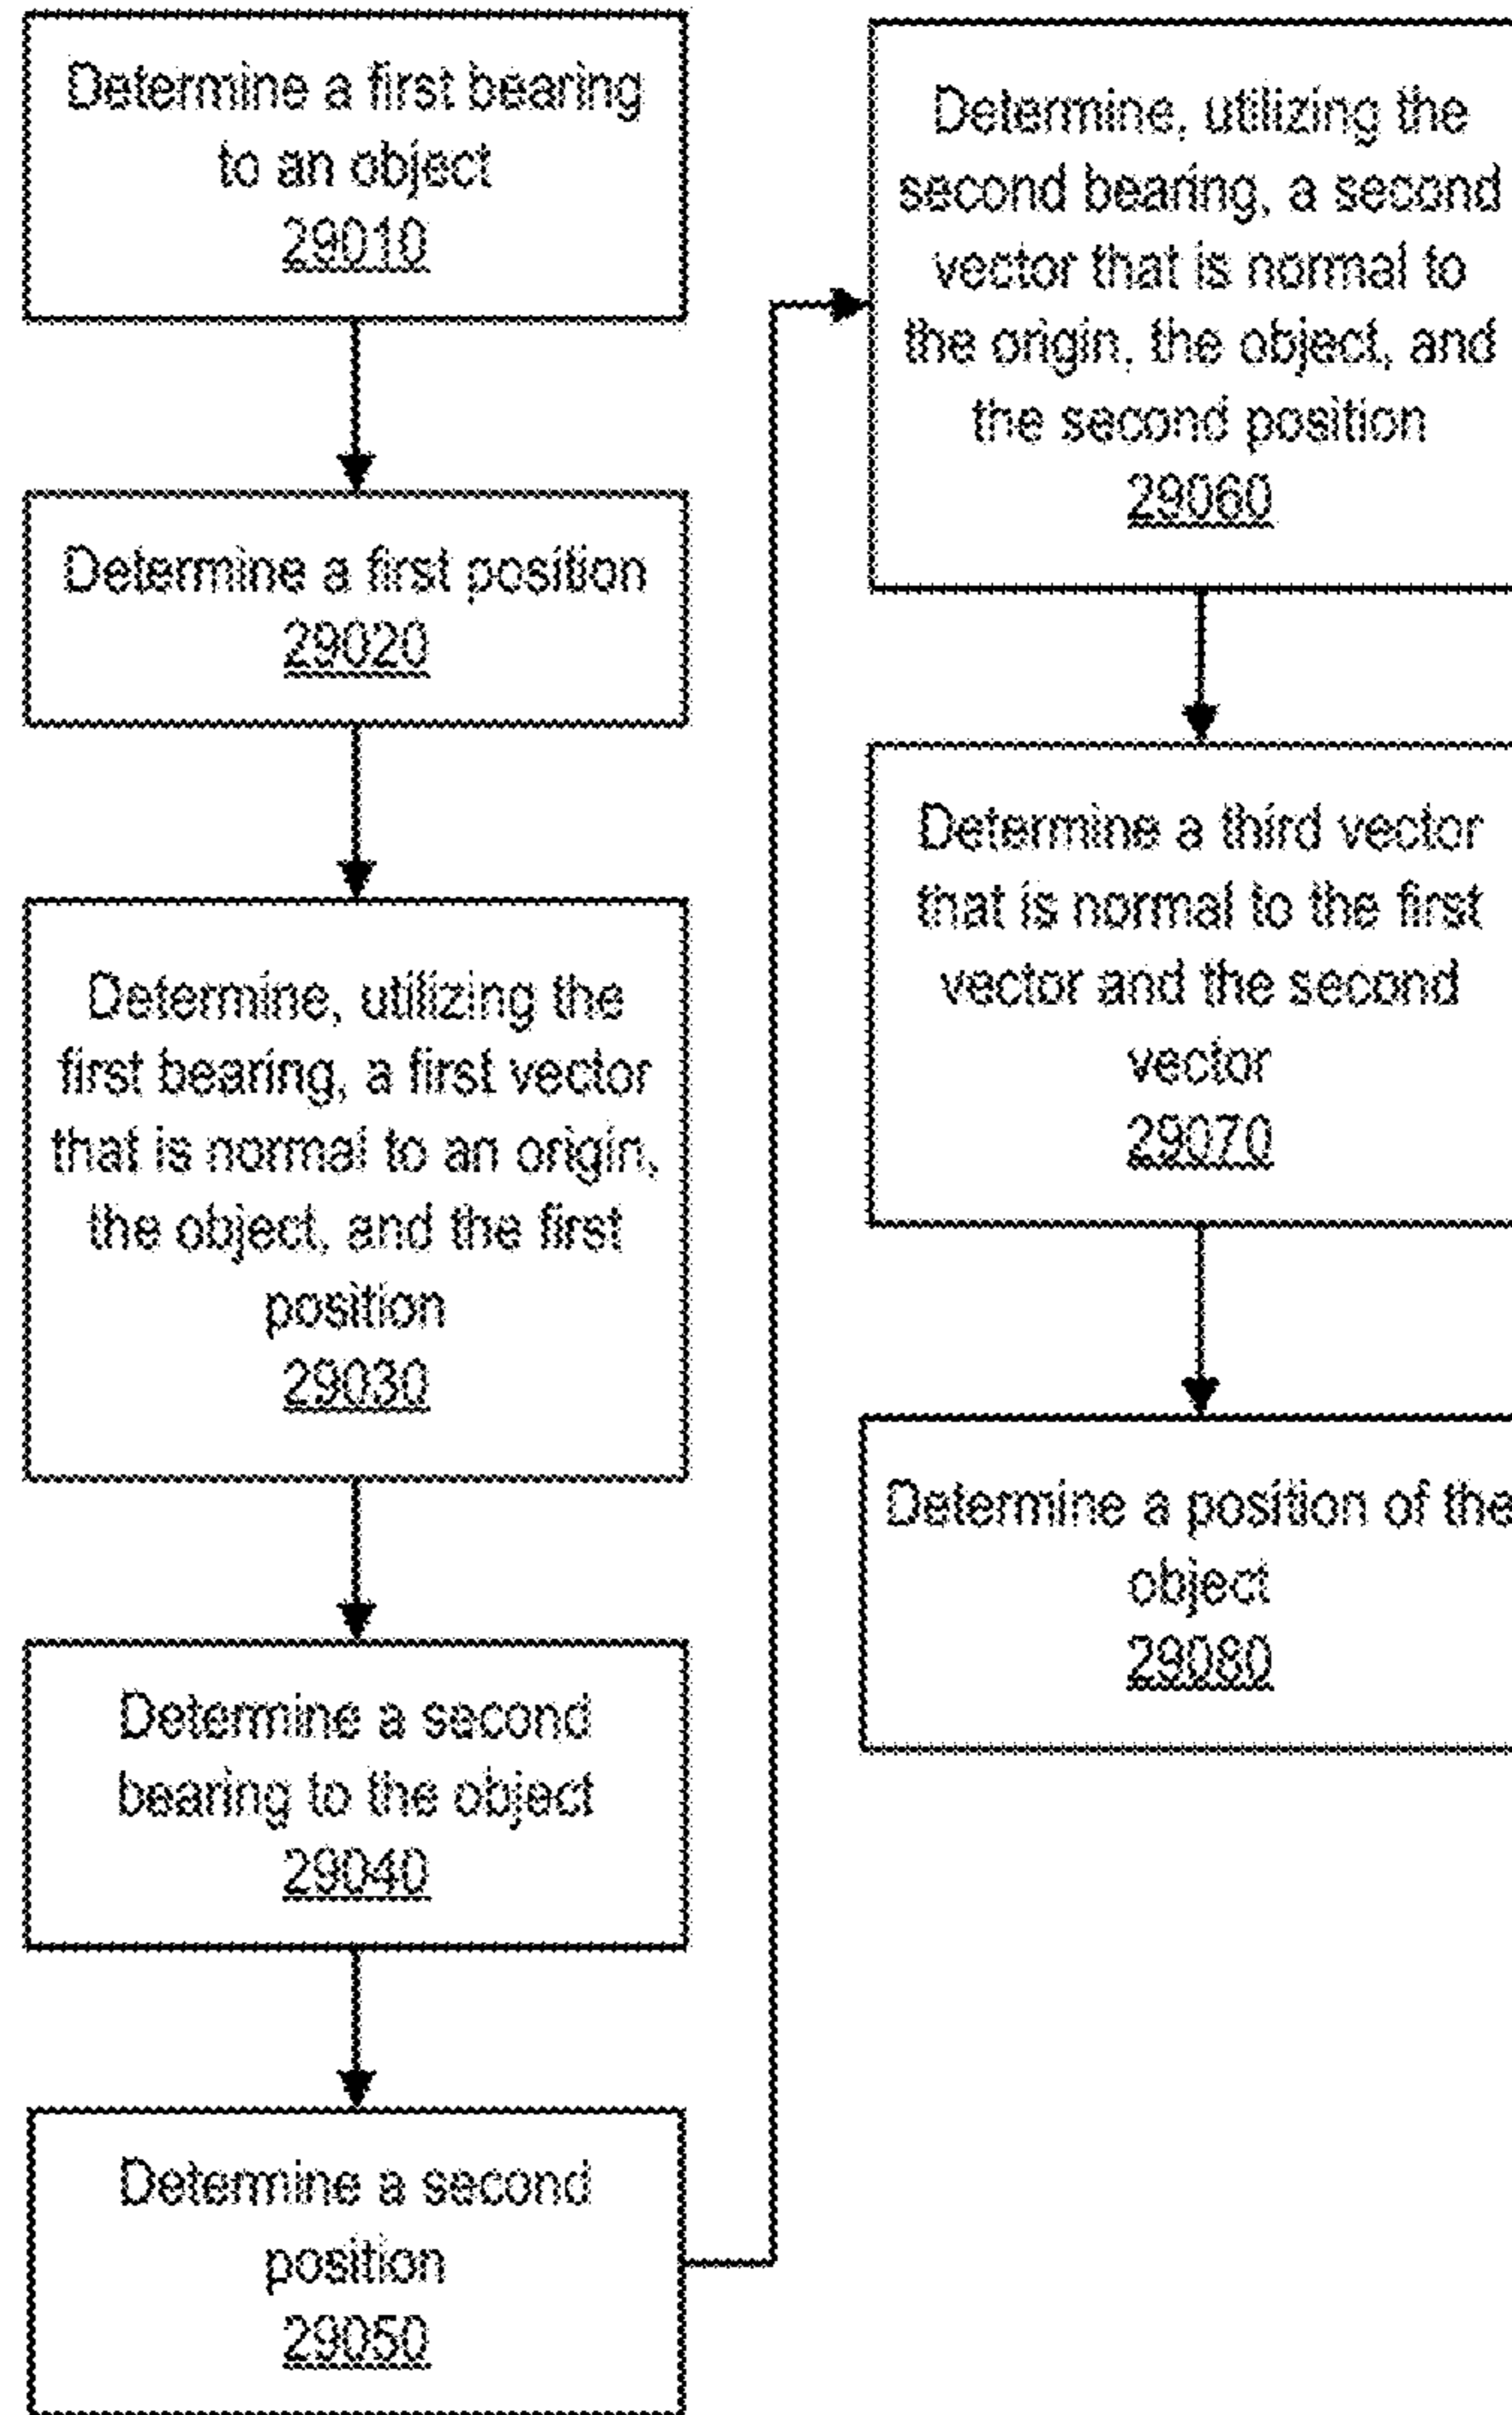 Determine a first bearing
to an object
29010
Determine a first position
29020
Determine, utilizing the
first bearing, a first vector
that is normal to an origin,
the object, and the first
position
29030
Determine a second
bearing to the object
29040
Determine a second
position
29050
Determine, utilizing the
second bearing, a second
vector that is normal to
the origin, the object, and
the second position
29060
Determine a third vector
that is normal to the first
vector and the second
vector
29070
Determine a position of the
object
29080